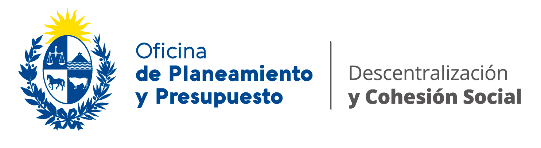 Oficina
de Planeamiento
y Presupuesto
Descentralización
y Cohesión Social